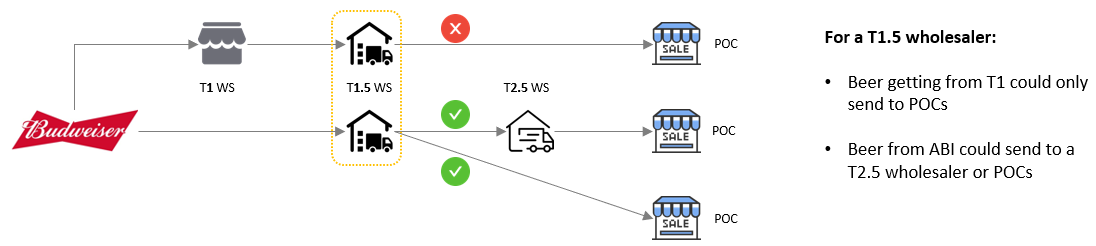 SALE
POC
For a T1.5 wholesaler:
T1 WS
T1.5 WS
T2.5 WS
• Beer getting from T1 could only
send to POCs
Budweiser
SALE
POC
• Beer from ABI could send to a
T2.5 wholesaler or POCs
SALE
POC